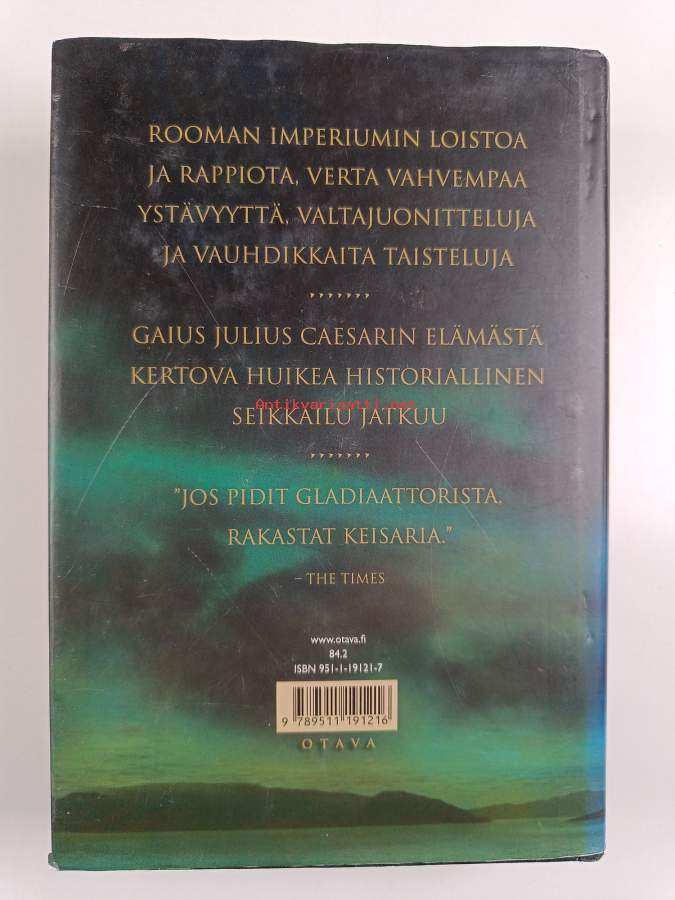 ROOMAN IMPERIUMIN LOISTOA
JA RAPPIOTA, VERTA VAHVEMPAA
YSTÄVYYTTÄ, VALTAJUONITTELUJA
JA VAUHDIKKAITA TAISTELUJA
GAIUS JULIUS CAESARIN ELÄMÄSTÄ
KERTOVA HUIKEA HISTORIALLINEN
Antikvariaatti.net
SEIKKAILU JATKUU
"JOS PIDIT GLADIAATTORISTA,
RAKASTAT KEISARIA."
– THE TIMES
www.otava.fi
84.2
ISBN 951-1-19121-7
9 789511 191216
OTAVA